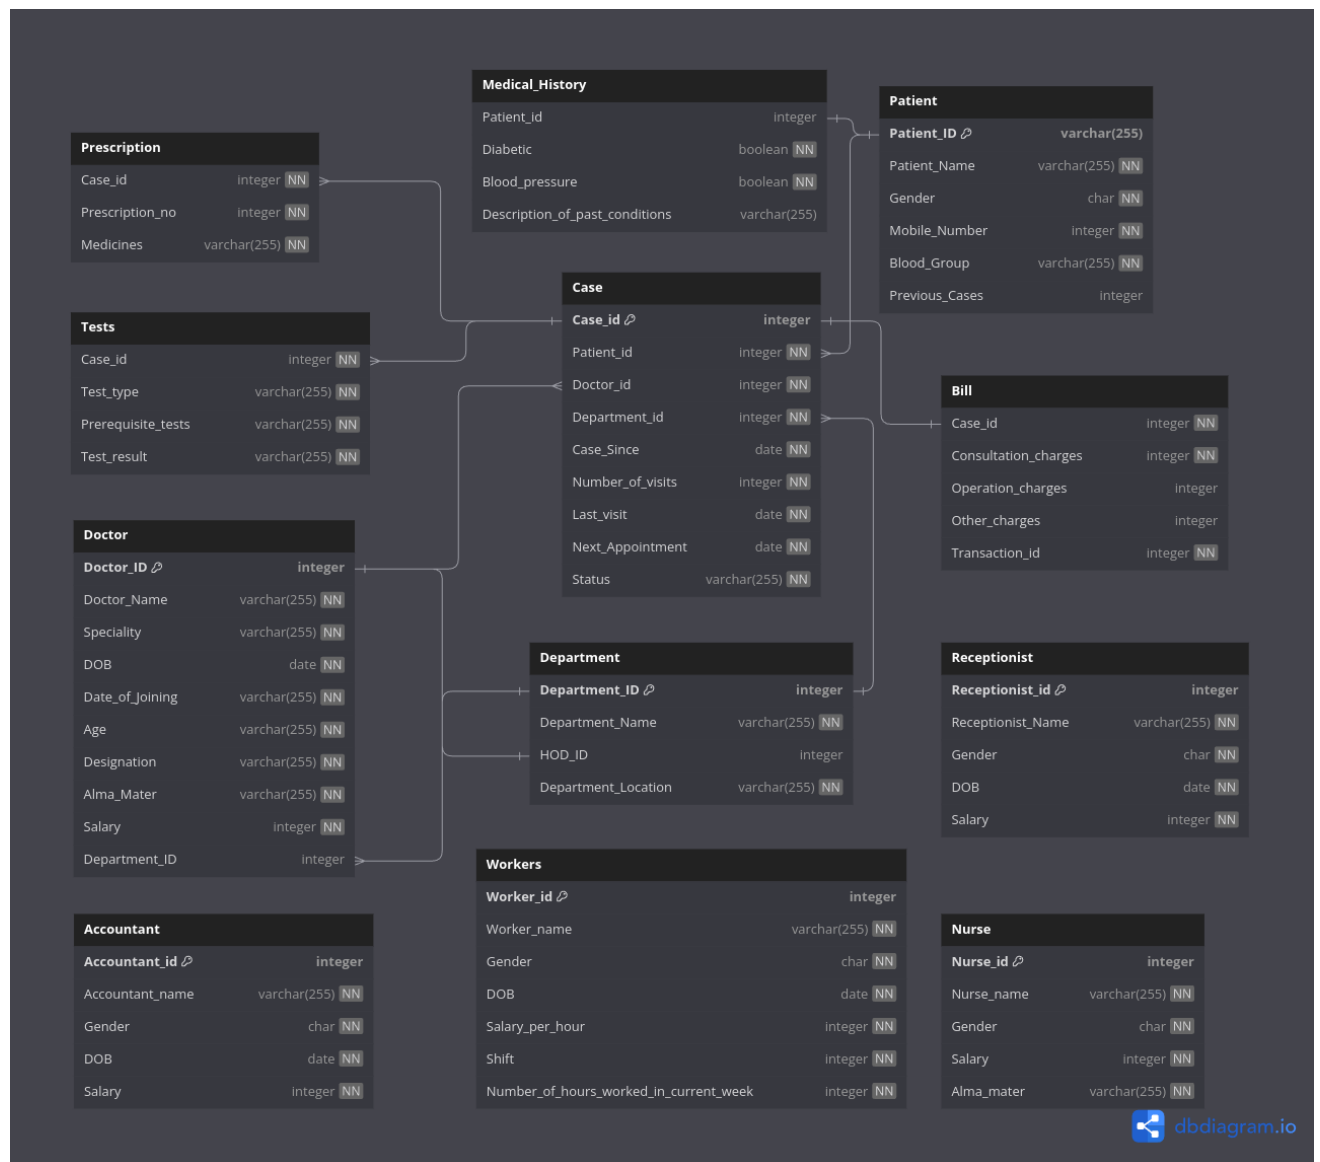 Medical_History
Patient_id integer
Diabetic boolean NN
Blood_pressure boolean NN
Description_of_past_conditions varchar(255)
Patient
Patient_ID varchar(255)
Patient_Name varchar(255) NN
Gender char NN
Mobile_Number integer NN
Blood_Group varchar(255) NN
Previous_Cases integer
Prescription
Case_id integer NN
Prescription_no integer NN
Medicines varchar(255) NN
Case
Case_id integer
Patient_id integer NN
Doctor_id integer NN
Department_id integer NN
Case_Since date NN
Number_of_visits integer NN
Last_visit date NN
Next_Appointment date NN
Status varchar(255) NN
Tests
Case_id integer NN
Test_type varchar(255) NN
Prerequisite_tests varchar(255) NN
Test_result varchar(255) NN
Bill
Case_id integer NN
Consultation_charges integer NN
Operation_charges integer
Other_charges integer
Transaction_id integer NN
Doctor
Doctor_ID integer
Doctor_Name varchar(255) NN
Speciality varchar(255) NN
DOB date NN
Date_of_Joining varchar(255) NN
Age varchar(255) NN
Designation varchar(255) NN
Alma_Mater varchar(255) NN
Salary integer NN
Department_ID integer
Department
Department_ID integer
Department_Name varchar(255) NN
HOD_ID integer
Department_Location varchar(255) NN
Receptionist
Receptionist_id integer
Receptionist_Name varchar(255) NN
Gender char NN
DOB date NN
Salary integer NN
Workers
Worker_id integer
Worker_name varchar(255) NN
Gender char NN
DOB date NN
Salary_per_hour integer NN
Shift integer NN
Number_of_hours_worked_in_current_week integer NN
Accountant
Accountant_id integer
Accountant_name varchar(255) NN
Gender char NN
DOB date NN
Salary integer NN
Nurse
Nurse_id integer
Nurse_name varchar(255) NN
Gender char NN
Salary integer NN
Alma_mater varchar(255) NN
dbdiagram.io